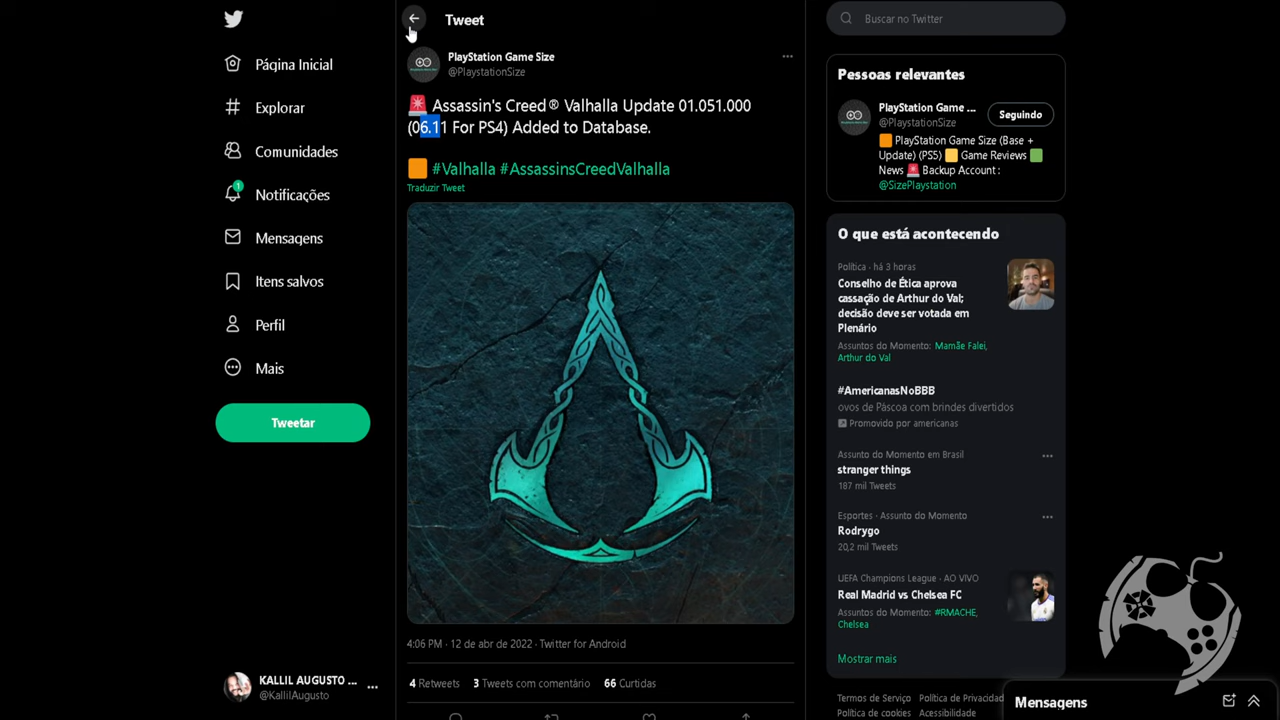 Página Inicial
Explorar
Comunidades
1
Notificações
Mensagens
Itens salvos
Perfil
Mais
Tweetar
KALLIL AUGUSTO ...
@KallilAugusto
Tweet
PlayStation Game Size
@PlaystationSize
Assassin's Creed® Valhalla Update 01.051.000
(06.11 For PS4) Added to Database.
#Valhalla #AssassinsCreedValhalla
Traduzir Tweet
4:06 PM · 12 de abr de 2022 · Twitter for Android
4 Retweets 3 Tweets com comentário 66 Curtidas
Buscar no Twitter
Pessoas relevantes
PlayStation Game ...
@PlaystationSize
Seguindo
PlayStation Game Size (Base +
Update) (PS5) Game Reviews
News Backup Account :
@SizePlaystation
O que está acontecendo
Política · há 3 horas
Conselho de Ética aprova
cassação de Arthur do Val;
decisão deve ser votada em
Plenário
Assuntos do Momento: Mamãe Falei,
Arthur do Val
#AmericanasNoBBB
ovos de Páscoa com brindes divertidos
Promovido por americanas
Assunto do Momento em Brasil
stranger things
187 mil Tweets
Esportes · Assunto do Momento
Rodrygo
20,2 mil Tweets
UEFA Champions League · AO VIVO
Real Madrid vs Chelsea FC
Assuntos do Momento: #RMACHE,
Chelsea
Mostrar mais
Termos de Serviço Política de Privacidad
Política de cookies Acessibilidade
Mensagens